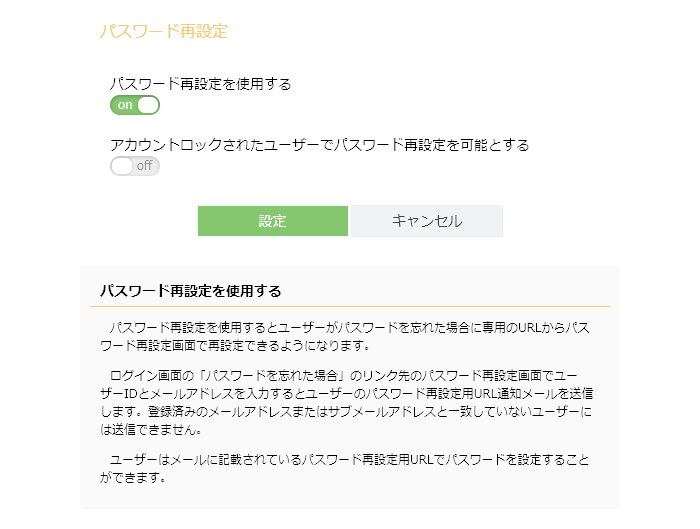 パスワード再設定
パスワード再設定を使用する
on
アカウントロックされたユーザーでパスワード再設定を可能とする
off
設定
キャンセル
パスワード再設定を使用する
パスワード再設定を使用するとユーザーがパスワードを忘れた場合に専用のURLからパス
ワード再設定画面で再設定できるようになります。
ログイン画面の「パスワードを忘れた場合」のリンク先のパスワード再設定画面でユー
ザーIDとメールアドレスを入力するとユーザーのパスワード再設定用URL通知メールを送信
します。登録済みのメールアドレスまたはサブメールアドレスと一致していないユーザーに
は送信できません。
ユーザーはメールに記載されているパスワード再設定用URLでパスワードを設定すること
ができます。